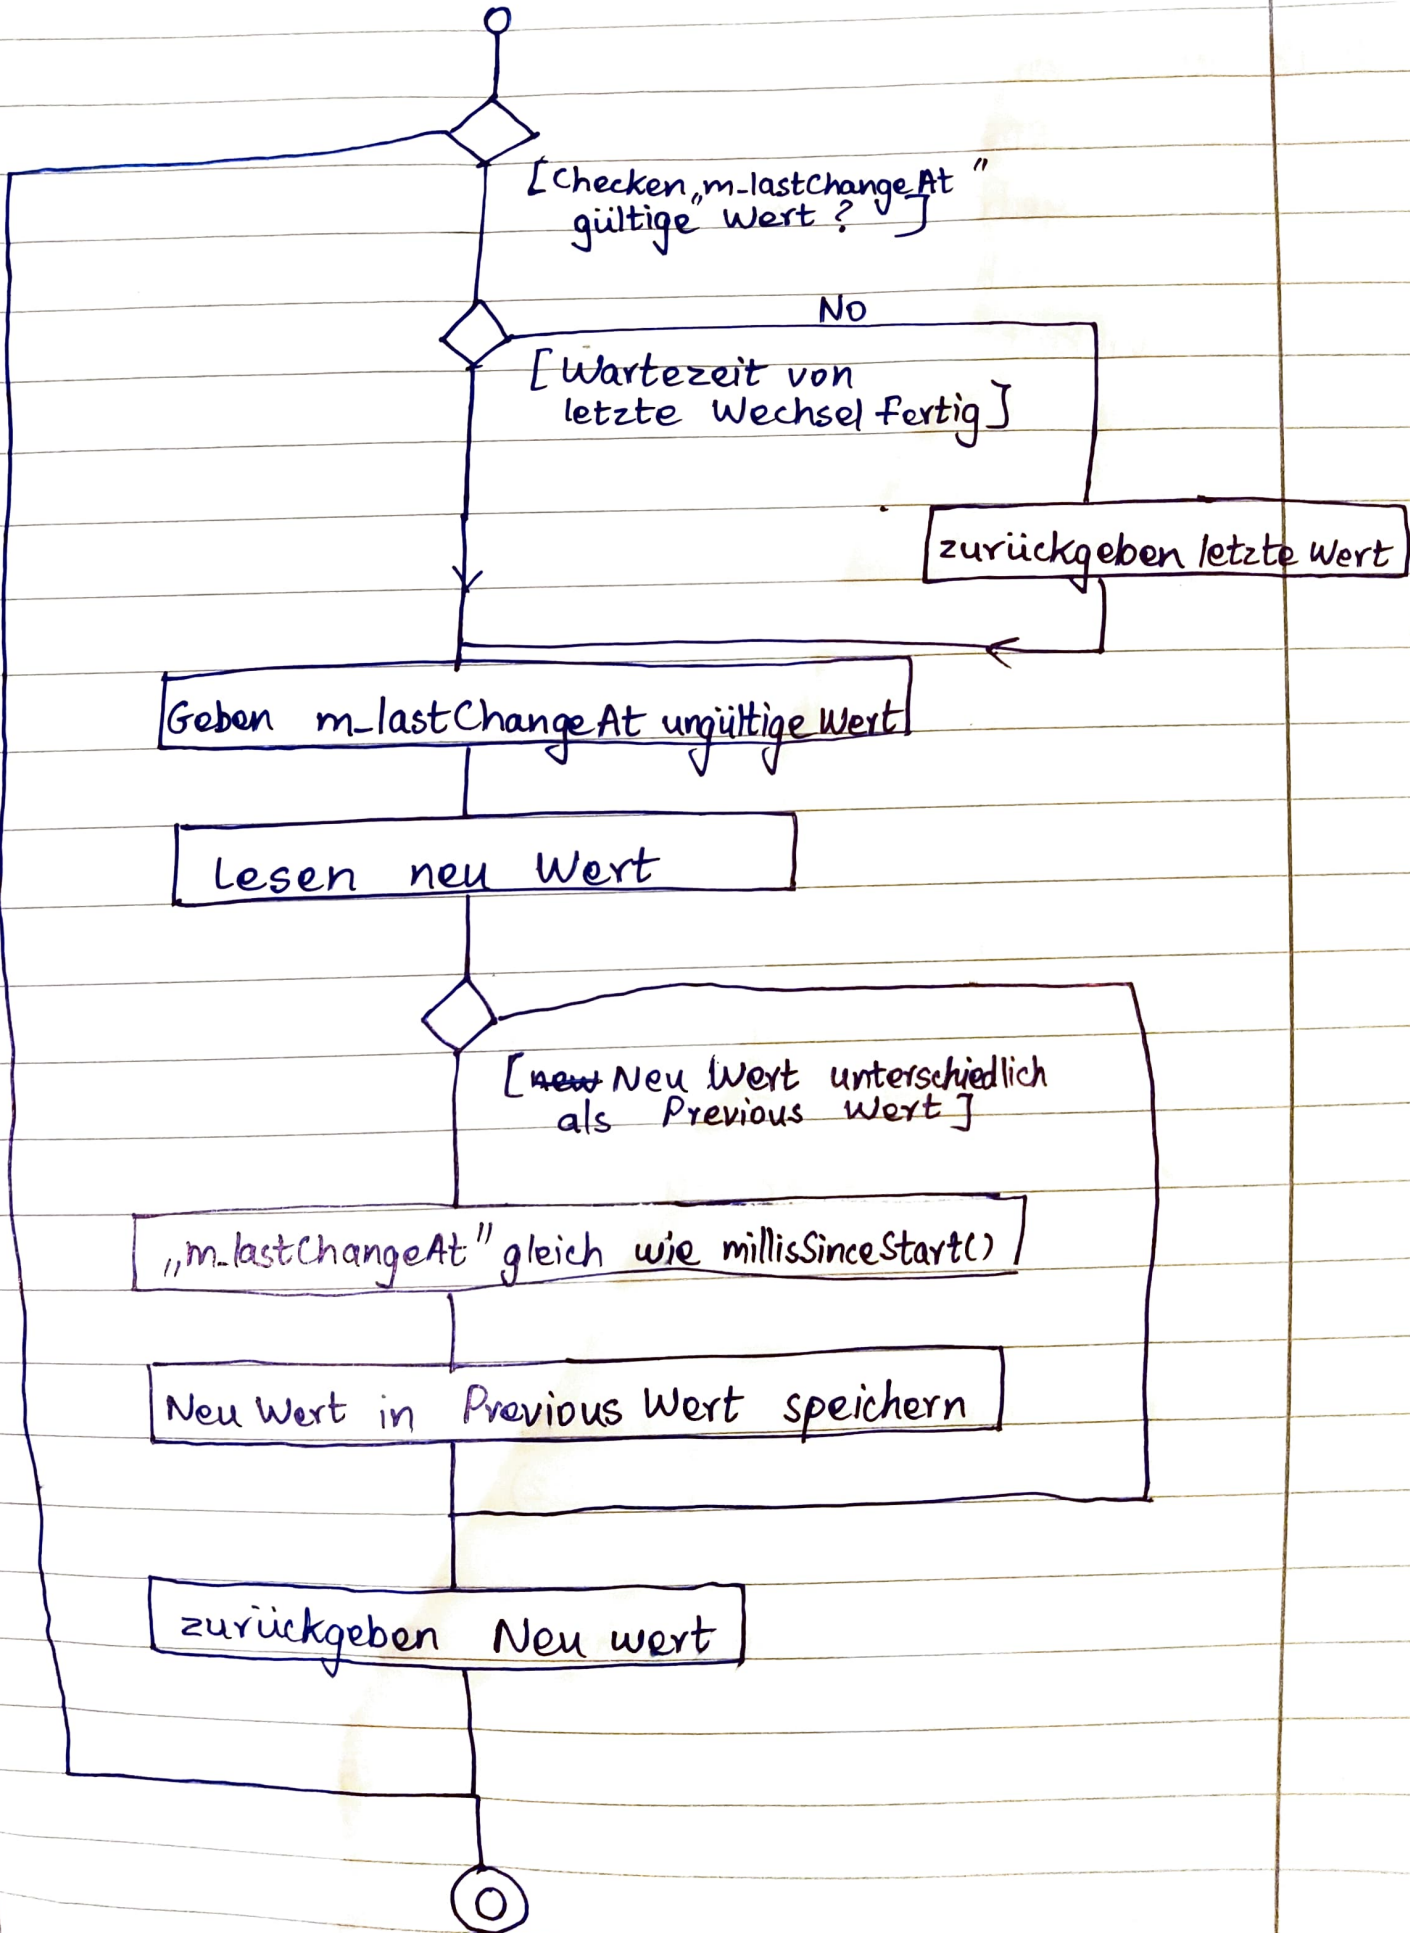 [Checken „m_lastChangeAt"
gültige Wert ? ]
No
[Wartezeit von
letzte Wechsel fertig]
zurückgeben letzte Wert
Geben m_lastChangeAt ungültige Wert
Lesen neu Wert
[new Neu Wert unterschiedlich
als Previous Wert]
„m_lastChangeAt" gleich wie millisSinceStart()
Neu Wert in Previous Wert speichern
zurückgeben Neu wert